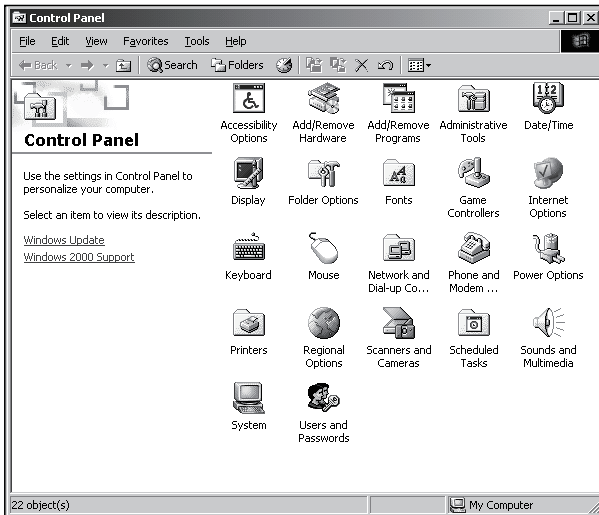 Control Panel
File Edit View Favorites Tools Help
Back Search Folders
Control Panel
Use the settings in Control Panel to
personalize your computer.
Select an item to view its description.
Windows Update
Windows 2000 Support
Accessibility Options
Add/Remove Hardware
Add/Remove Programs
Administrative Tools
Date/Time
Display
Folder Options
Fonts
Game Controllers
Internet Options
Keyboard
Mouse
Network and Dial-up Co...
Phone and Modem ...
Power Options
Printers
Regional Options
Scanners and Cameras
Scheduled Tasks
Sounds and Multimedia
System
Users and Passwords
22 object(s) My Computer